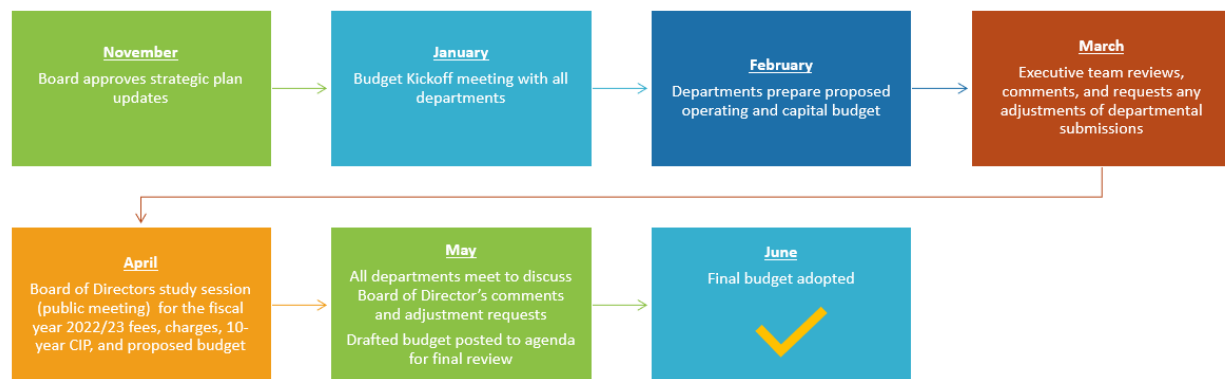 November
Board approves strategic plan
updates
January
Budget Kickoff meeting with all
departments
February
Departments prepare proposed
operating and capital budget
March
Executive team reviews,
comments, and requests any
adjustments of departmental
submissions
April
Board of Directors study session
(public meeting)  for the fiscal
year 2022/23 fees, charges, 10-
year CIP, and proposed budget
May
All departments meet to discuss
Board of Director’s comments
and adjustment requests
Drafted budget posted to agenda
for final review
June
Final budget adopted